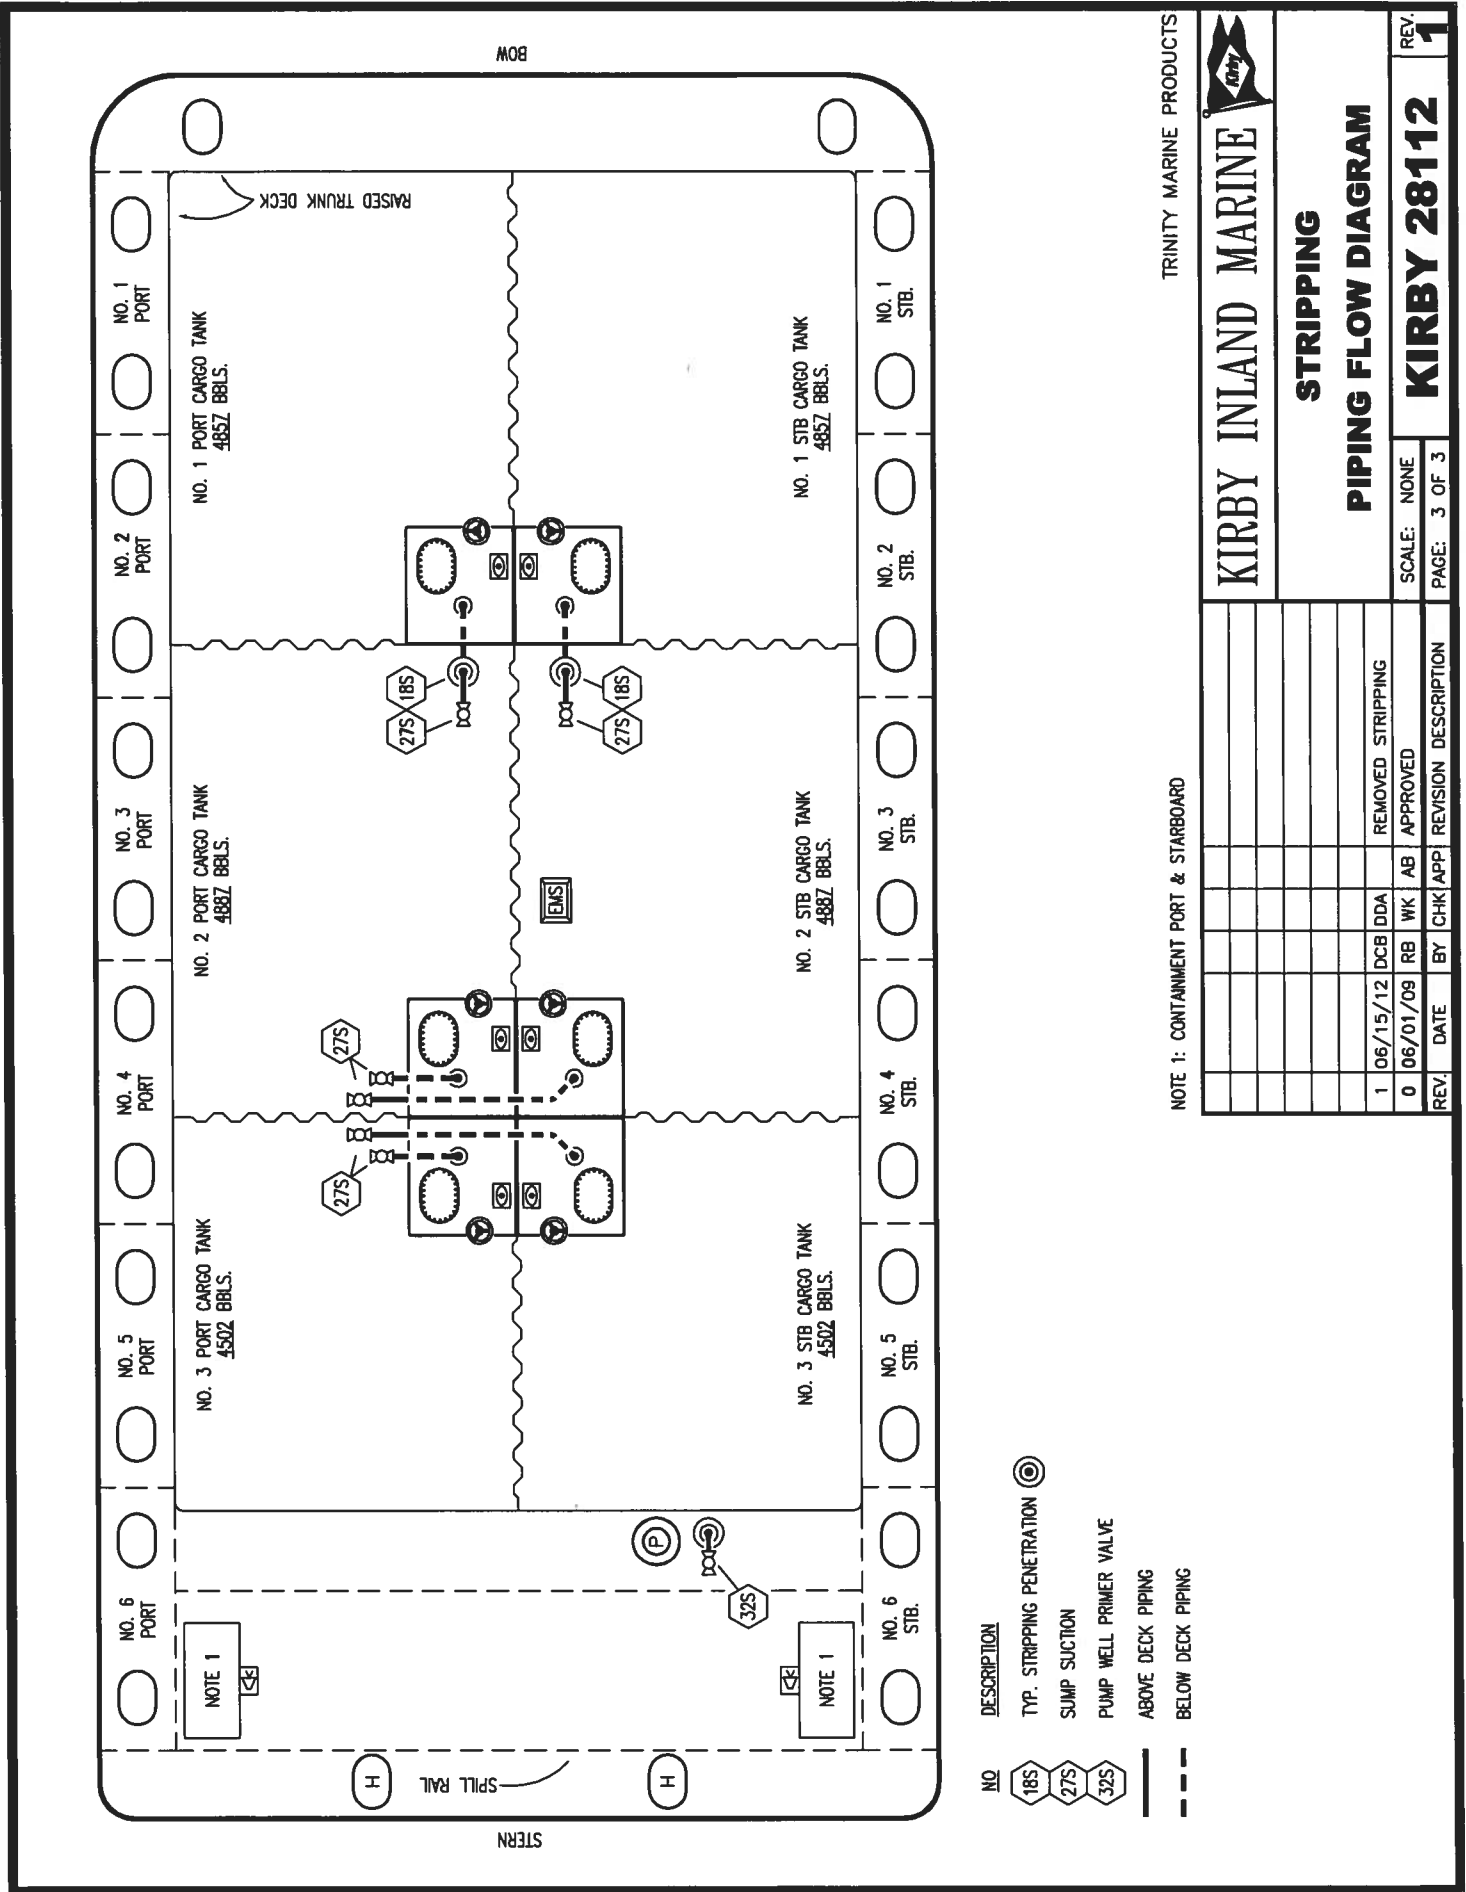 BOW
RAISED TRUNK DECK
NO. 1
PORT
NO. 2
PORT
NO. 3
PORT
NO. 4
PORT
NO. 5
PORT
NO. 6
PORT
NO. 1 PORT CARGO TANK
4857 BBLS.
NO. 2 PORT CARGO TANK
4887 BBLS.
NO. 3 PORT CARGO TANK
4502 BBLS.
27S
18S
27S
18S
27S
27S
EMS
NO. 1 STB CARGO TANK
4857 BBLS.
NO. 2 STB CARGO TANK
4887 BBLS.
NO. 3 STB CARGO TANK
4502 BBLS.
NO. 1
STB.
NO. 2
STB.
NO. 3
STB.
NO. 4
STB.
NO. 5
STB.
NO. 6
STB.
P
32S
NOTE 1
NOTE 1
H
H
SPILL RAIL
STERN
NO DESCRIPTION
18S TYP. STRIPPING PENETRATION
27S SUMP SUCTION
32S PUMP WELL PRIMER VALVE
ABOVE DECK PIPING
BELOW DECK PIPING
NOTE 1: CONTAINMENT PORT & STARBOARD
TRINITY MARINE PRODUCTS
KIRBY INLAND MARINE
Kirby
STRIPPING
PIPING FLOW DIAGRAM
SCALE: NONE
PAGE: 3 OF 3
KIRBY 28112
REV.
1
1 06/15/12 DCB DDA REMOVED STRIPPING
0 06/01/09 RB WK AB APPROVED
REV. DATE BY CHK APP REVISION DESCRIPTION